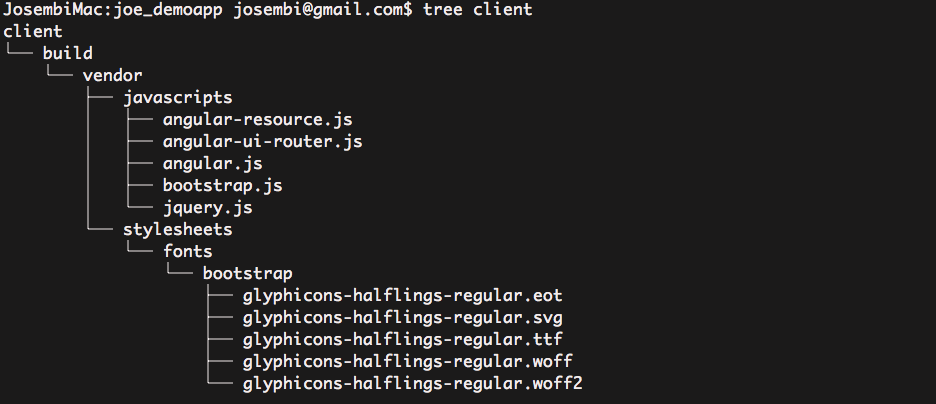 JosembiMac:joe_demoapp josembi@gmail.com$ tree client
client
└── build
    └── vendor
        ├── javascripts
        │   ├── angular-resource.js
        │   ├── angular-ui-router.js
        │   ├── angular.js
        │   ├── bootstrap.js
        │   └── jquery.js
        └── stylesheets
            └── fonts
                └── bootstrap
                    ├── glyphicons-halflings-regular.eot
                    ├── glyphicons-halflings-regular.svg
                    ├── glyphicons-halflings-regular.ttf
                    ├── glyphicons-halflings-regular.woff
                    └── glyphicons-halflings-regular.woff2